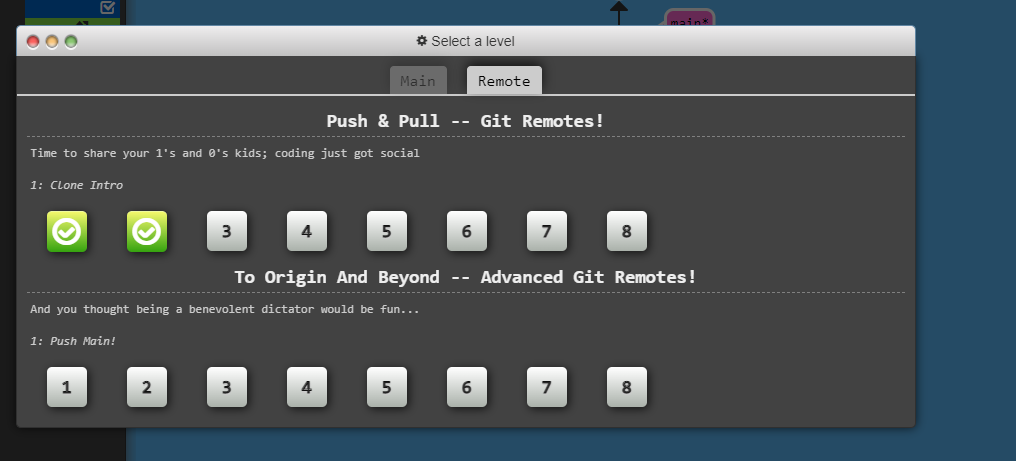 main*
Select a level
Main Remote
Push & Pull -- Git Remotes!
Time to share your 1's and 0's kids; coding just got social
1: Clone Intro
3 4 5 6 7 8
To Origin And Beyond -- Advanced Git Remotes!
And you thought being a benevolent dictator would be fun...
1: Push Main!
1 2 3 4 5 6 7 8